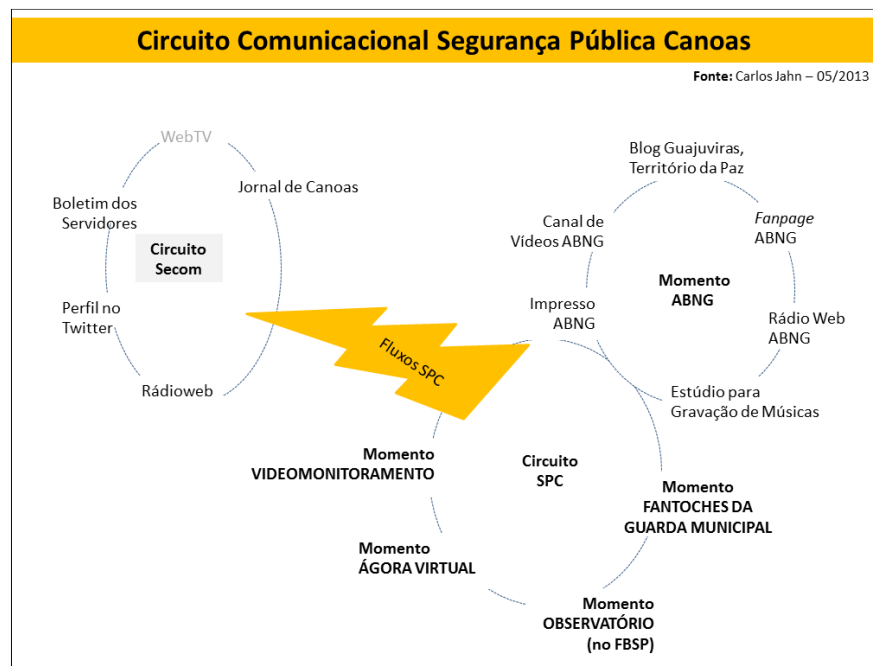 Circuito Comunicacional Segurança Pública Canoas
Fonte: Carlos Jahn – 05/2013
WebTV
Jornal de Canoas
Boletim dos
Servidores
Circuito
Secom
Perfil no
Twitter
Rádioweb
Fluxos SPC
Blog Guajuviras,
Território da Paz
Canal de
Vídeos ABNG
Fanpage
ABNG
Momento
ABNG
Impresso
ABNG
Rádio Web
ABNG
Estúdio para
Gravação de Músicas
Momento
VIDEOMONITORAMENTO
Circuito
SPC
Momento
FANTOCHES DA
GUARDA MUNICIPAL
Momento
ÁGORA VIRTUAL
Momento
OBSERVATÓRIO
(no FBSP)